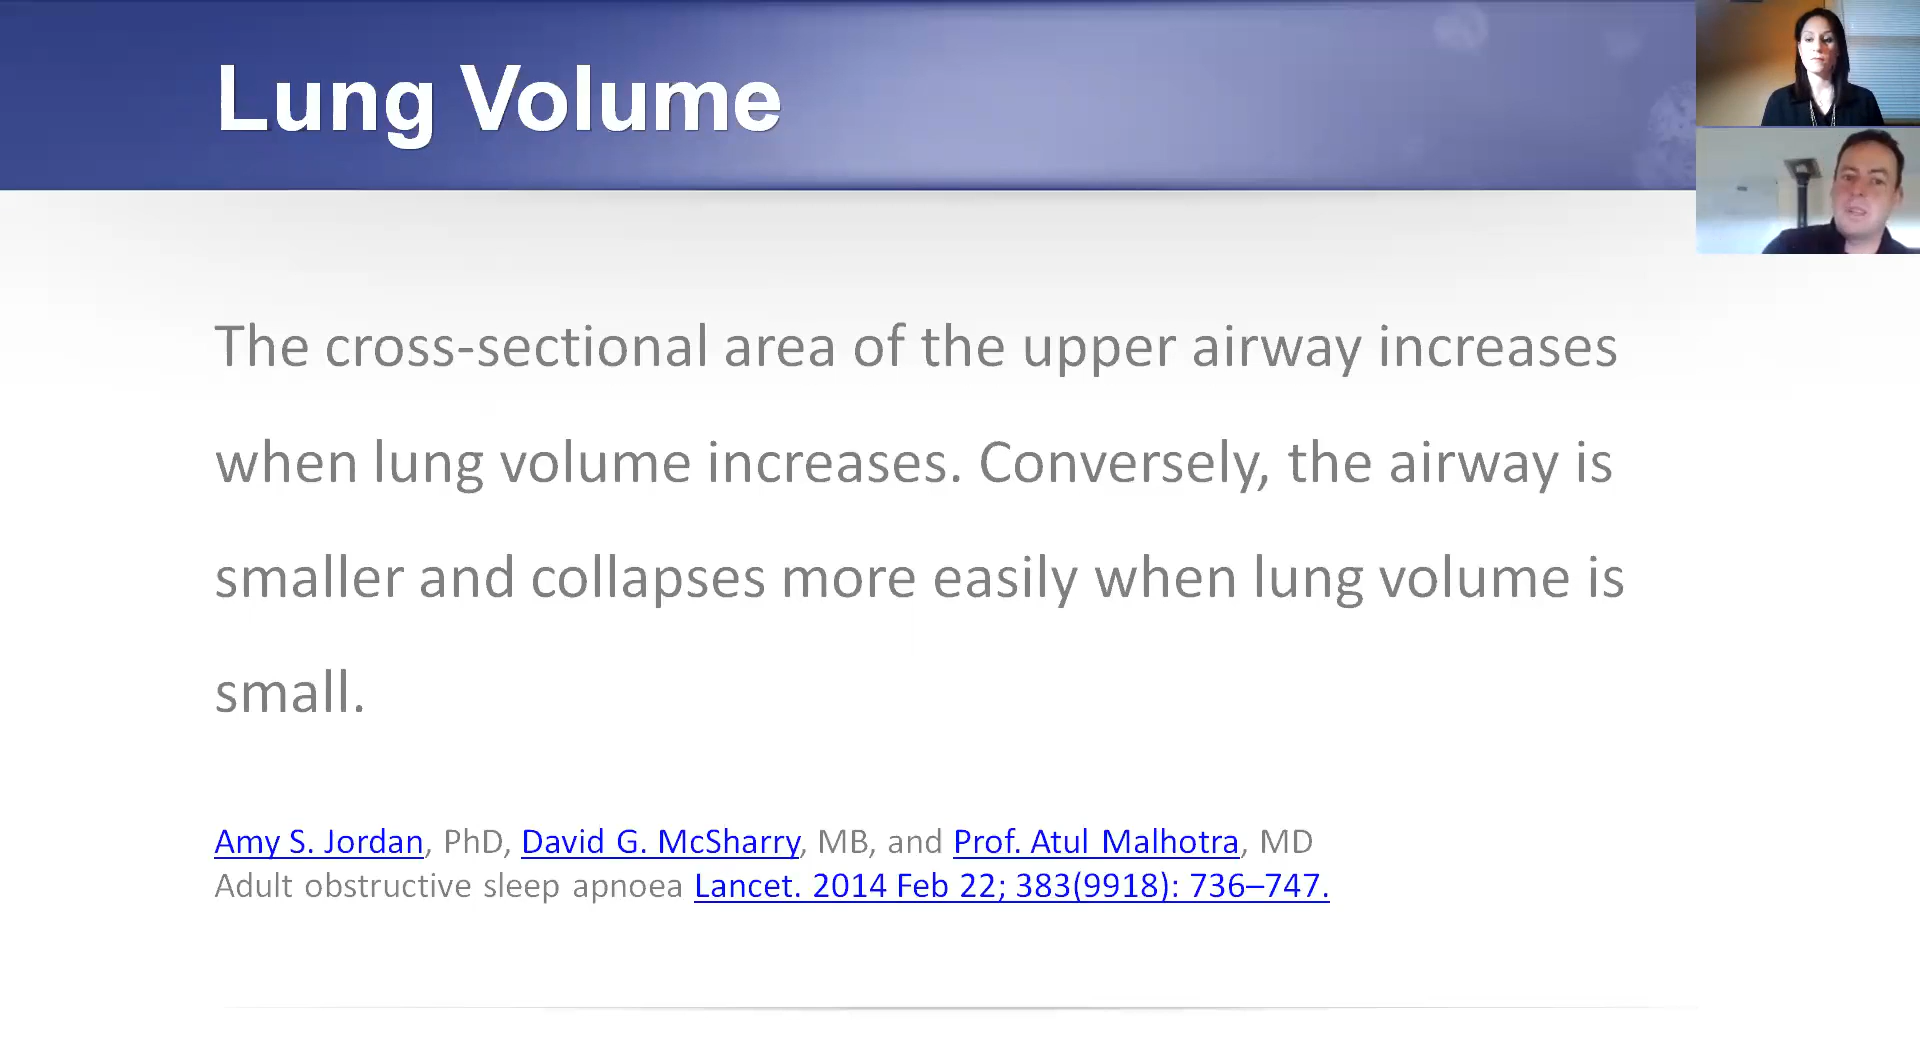 Lung Volume
The cross-sectional area of the upper airway increases
when lung volume increases. Conversely, the airway is
smaller and collapses more easily when lung volume is
small.
Amy S. Jordan, PhD, David G. McSharry, MB, and Prof. Atul Malhotra, MD
Adult obstructive sleep apnoea Lancet. 2014 Feb 22; 383(9918): 736–747.